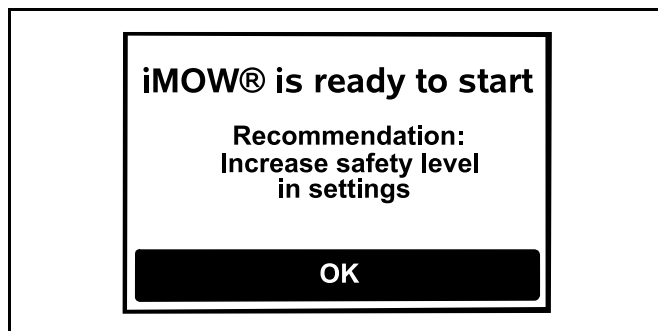 iMOW® is ready to start
Recommendation:
Increase safety level
in settings
OK